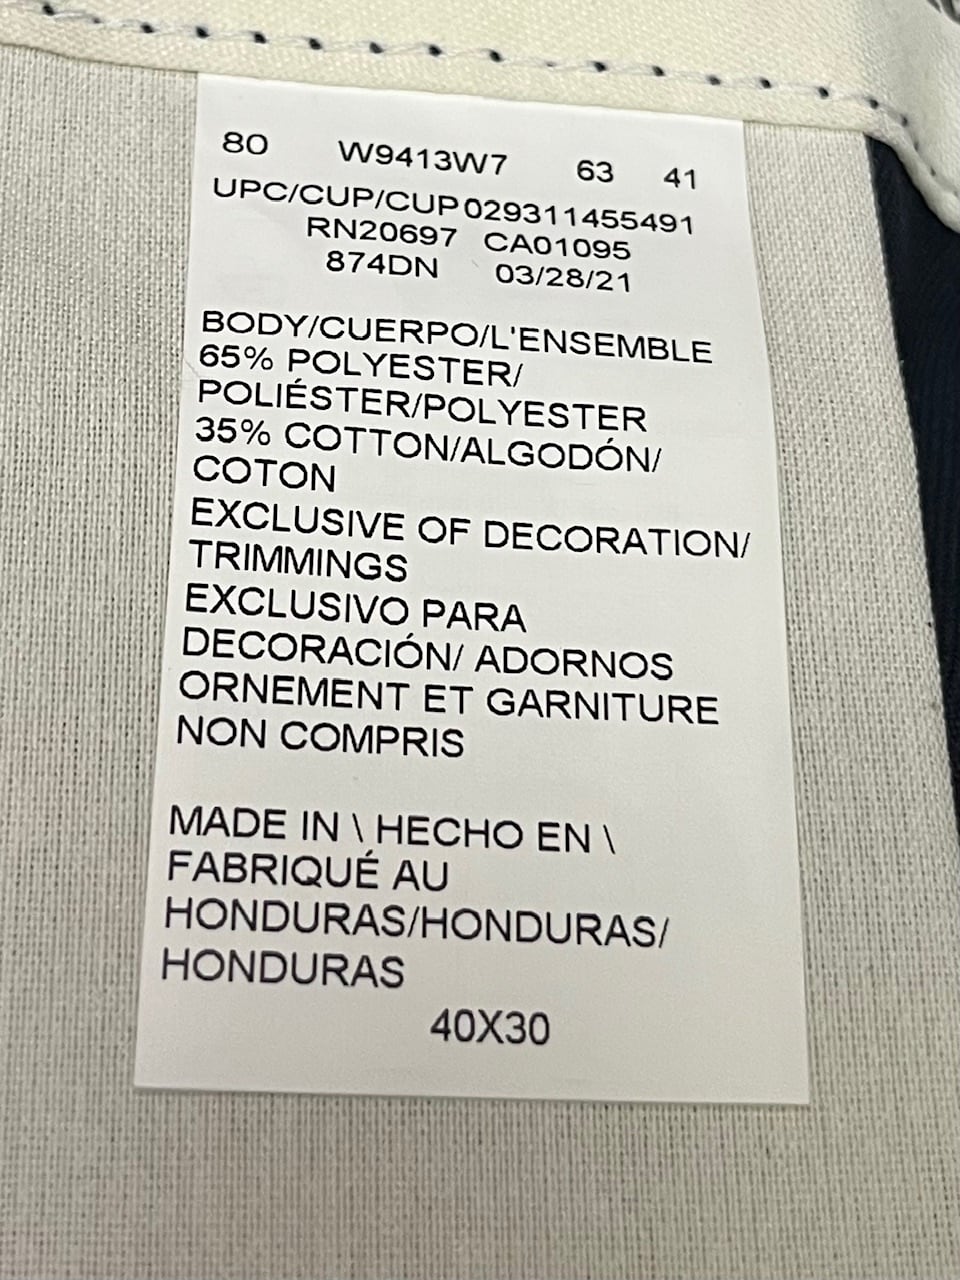 80 W9413W7 63 41
UPC/CUP/CUP029311455491
RN20697 CA01095
874DN 03/28/21
BODY/CUERPO/L'ENSEMBLE
65% POLYESTER/
POLIÉSTER/POLYESTER
35% COTTON/ALGODÓN/
COTON
EXCLUSIVE OF DECORATION/
TRIMMINGS
EXCLUSIVO PARA
DECORACIÓN/ ADORNOS
ORNEMENT ET GARNITURE
NON COMPRIS
MADE IN \ HECHO EN \
FABRIQUÉ AU
HONDURAS/HONDURAS/
HONDURAS
40X30